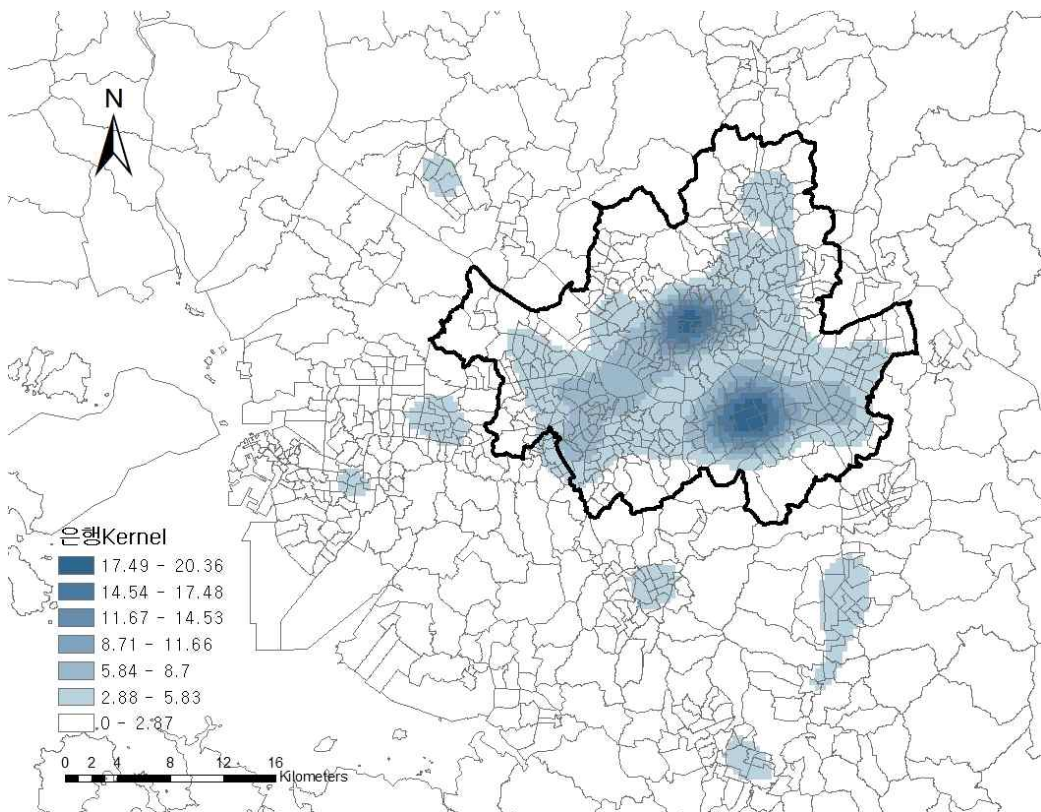 N
은행Kernel
17.49 - 20.36
14.54 - 17.48
11.67 - 14.53
8.71 - 11.66
5.84 - 8.7
2.88 - 5.83
0 - 2.87
0 2 4 8 12 16
Kilometers